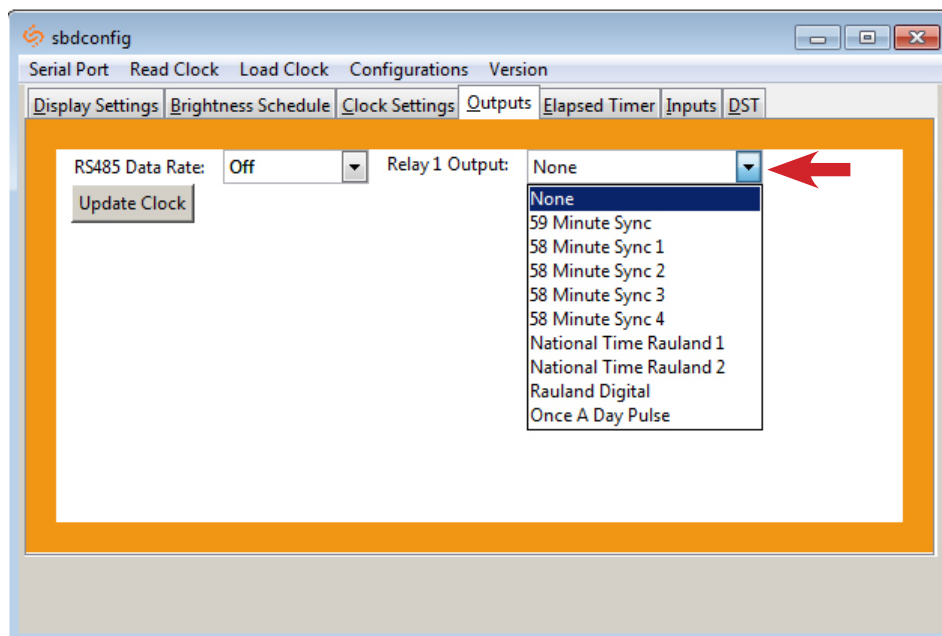 sbdconfig
Serial Port Read Clock Load Clock Configurations Version
Display Settings Brightness Schedule Clock Settings Outputs Elapsed Timer Inputs DST
RS485 Data Rate: Off Relay 1 Output: None
Update Clock
None
59 Minute Sync
58 Minute Sync 1
58 Minute Sync 2
58 Minute Sync 3
58 Minute Sync 4
National Time Rauland 1
National Time Rauland 2
Rauland Digital
Once A Day Pulse